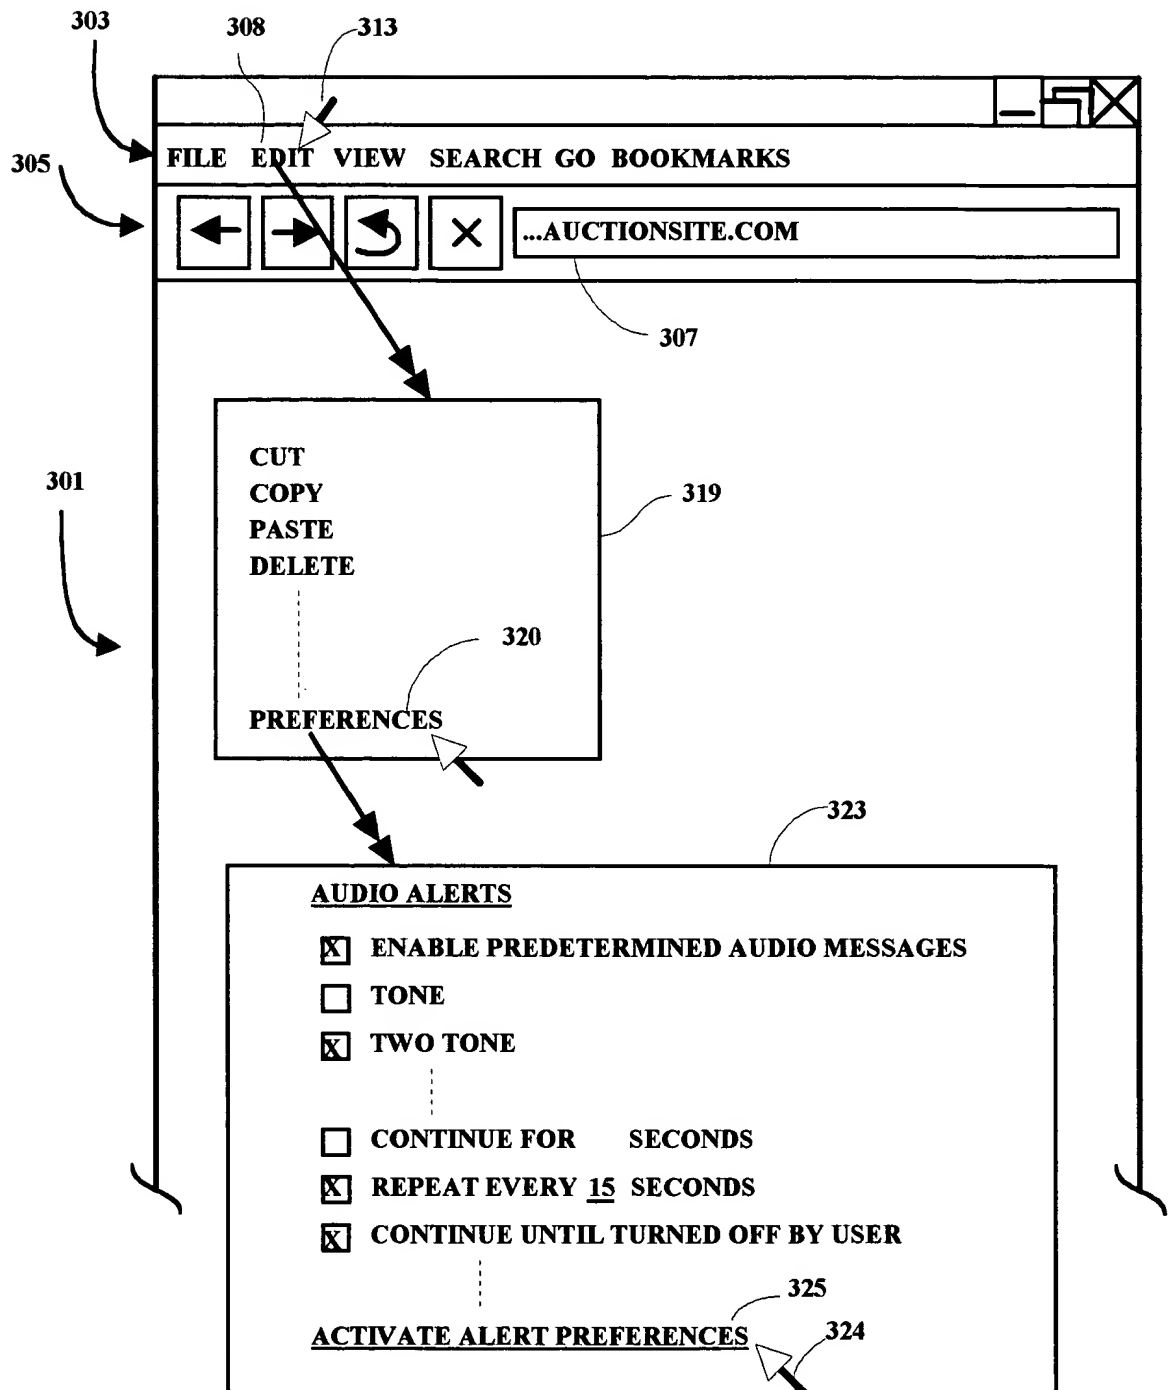 303
308
313
FILE EDIT VIEW SEARCH GO BOOKMARKS
305
...AUCTIONSITE.COM
307
CUT
COPY
PASTE
DELETE
301
319
320
PREFERENCES
323
AUDIO ALERTS
X ENABLE PREDETERMINED AUDIO MESSAGES
TONE
X TWO TONE
CONTINUE FOR SECONDS
X REPEAT EVERY 15 SECONDS
X CONTINUE UNTIL TURNED OFF BY USER
325
ACTIVATE ALERT PREFERENCES
324